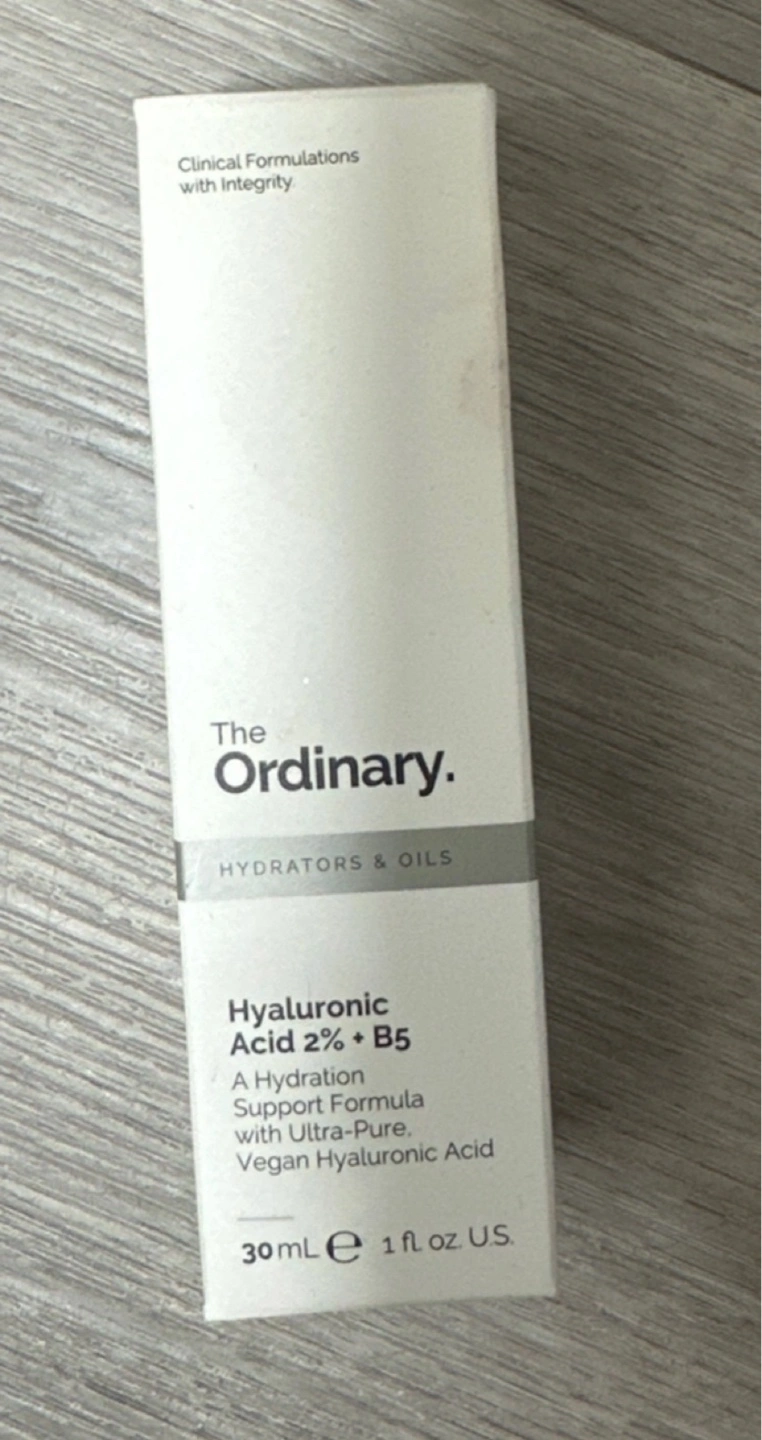 Clinical Formulations
with Integrity.
The
Ordinary.
HYDRATORS & OILS
Hyaluronic
Acid 2% + B5
A Hydration
Support Formula
with Ultra-Pure,
Vegan Hyaluronic Acid
30 mL ℮ 1 fl. oz. U.S.